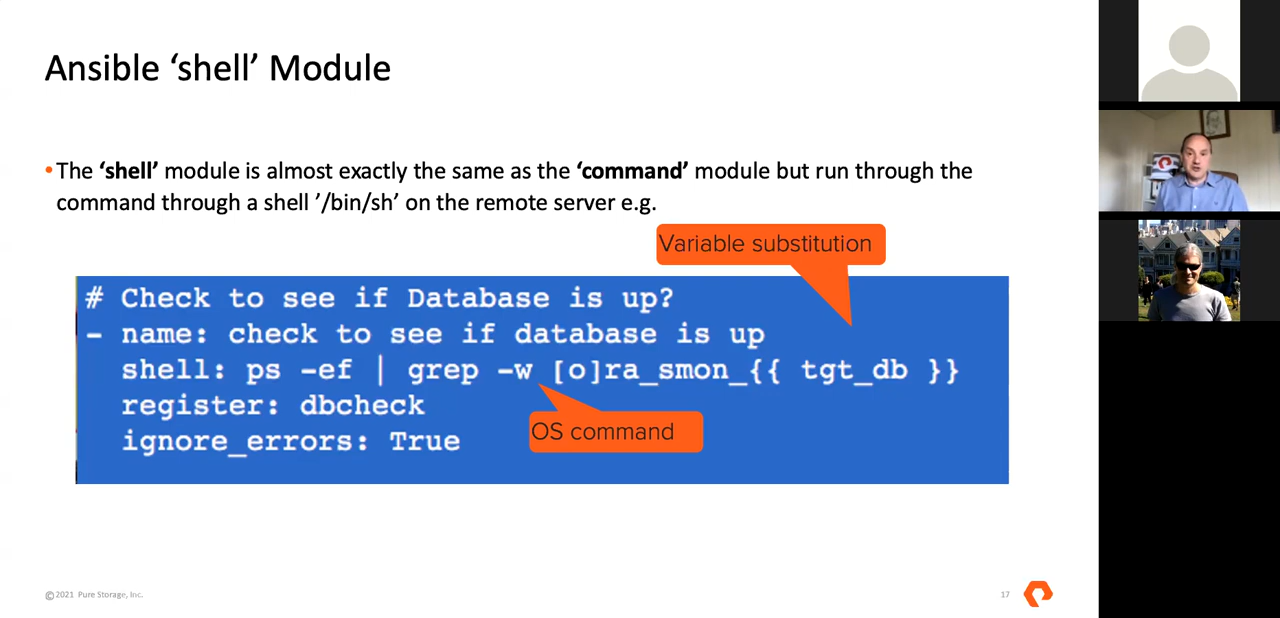 Ansible ‘shell’ Module
•The ‘shell’ module is almost exactly the same as the ‘command’ module but run through the
command through a shell ’/bin/sh’ on the remote server e.g.
Variable substitution
# Check to see if Database is up?
- name: check to see if database is up
shell: ps -ef | grep -w [o]ra_smon_{{ tgt_db }}
register: dbcheck
OS command
ignore_errors: True
©2021 Pure Storage, Inc.
17